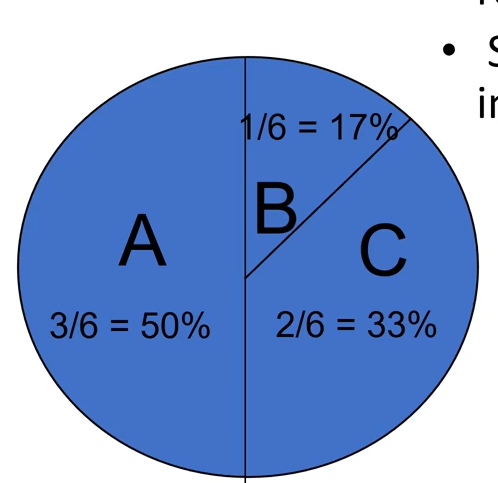 1/6 = 17%
B
A
C
3/6 = 50%
2/6 = 33%